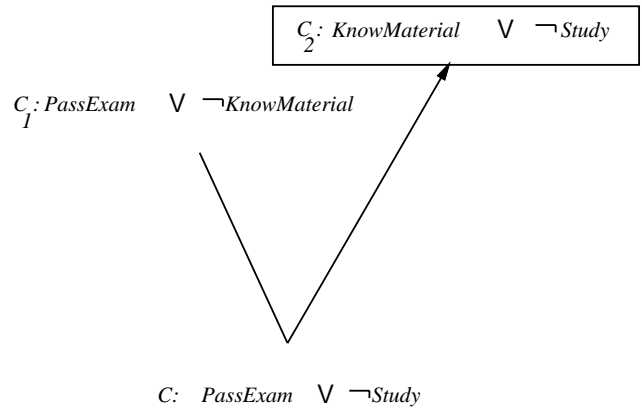 C2: KnowMaterial V ¬Study
C1: PassExam V ¬KnowMaterial
C: PassExam V ¬Study